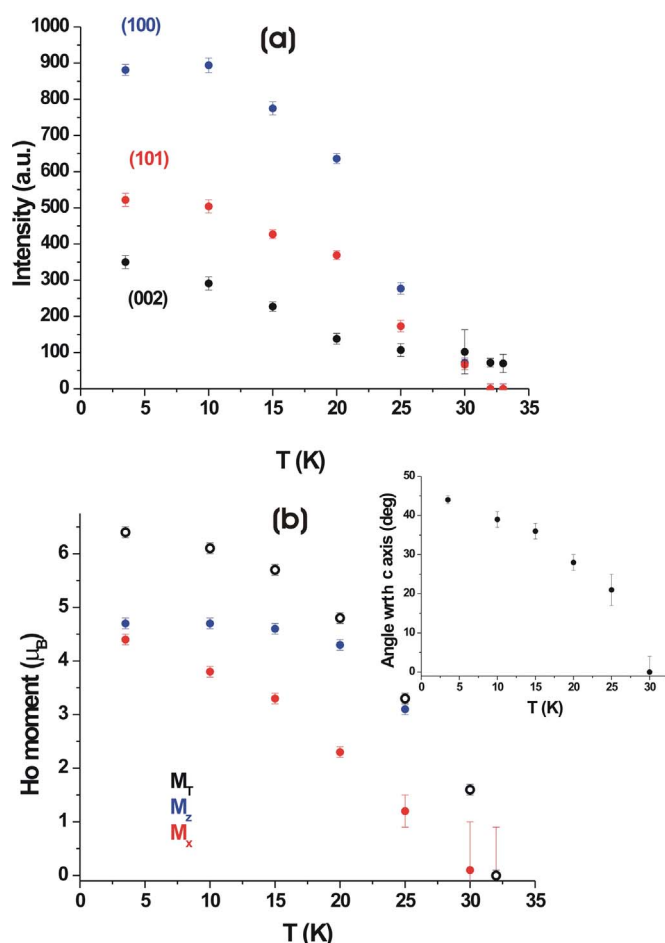 (a)
(100)
(101)
(002)
Intensity (a.u.)
1000
900
800
700
600
500
400
300
200
100
0
0 5 10 15 20 25 30 35
T (K)
(b)
Ho moment (μB)
6
5
4
3
2
1
0
MT
Mz
Mx
0 5 10 15 20 25 30 35
T (K)
Angle wrth c axis (deg)
50
40
30
20
10
0
0 5 10 15 20 25 30
T (K)